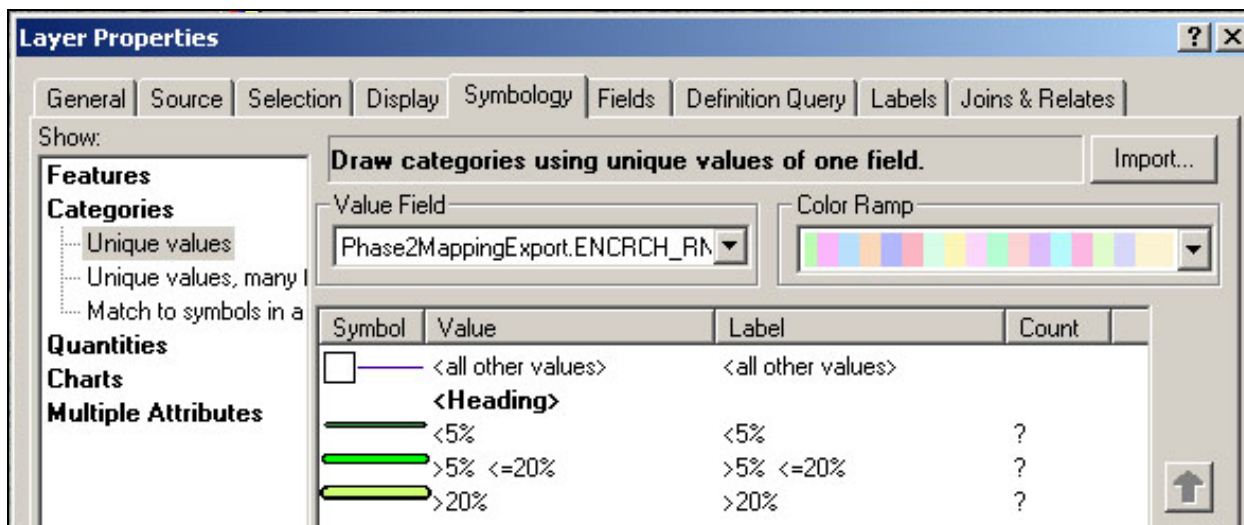 Layer Properties
General Source Selection Display Symbology Fields Definition Query Labels Joins & Relates
Show:
Features
Categories
Unique values
Unique values, many
Match to symbols in a
Quantities
Charts
Multiple Attributes
Draw categories using unique values of one field.
Import...
Value Field
Phase2MappingExport.ENCRCH_RN
Color Ramp
Symbol Value Label Count
<all other values> <all other values>
<Heading>
<5% <5% ?
>5% <=20% >5% <=20% ?
>20% >20% ?